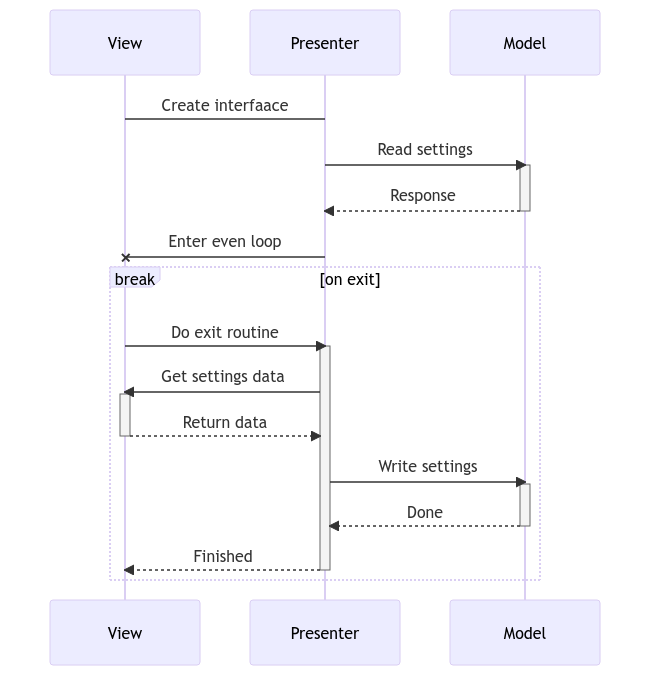 View
Presenter
Model
Create interfaace
Read settings
Response
Enter even loop
break
[on exit]
Do exit routine
Get settings data
Return data
Write settings
Done
Finished
View
Presenter
Model